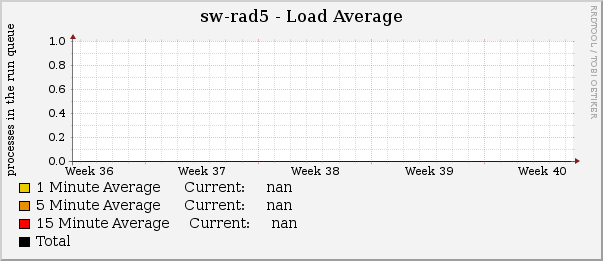 sw-rad5 - Load Average
RRDTOOL / TOBI OETIKER
processes in the run queue
1.0
0.8
0.6
0.4
0.2
0.0
Week 36 Week 37 Week 38 Week 39 Week 40
1 Minute Average Current: nan
5 Minute Average Current: nan
15 Minute Average Current: nan
Total